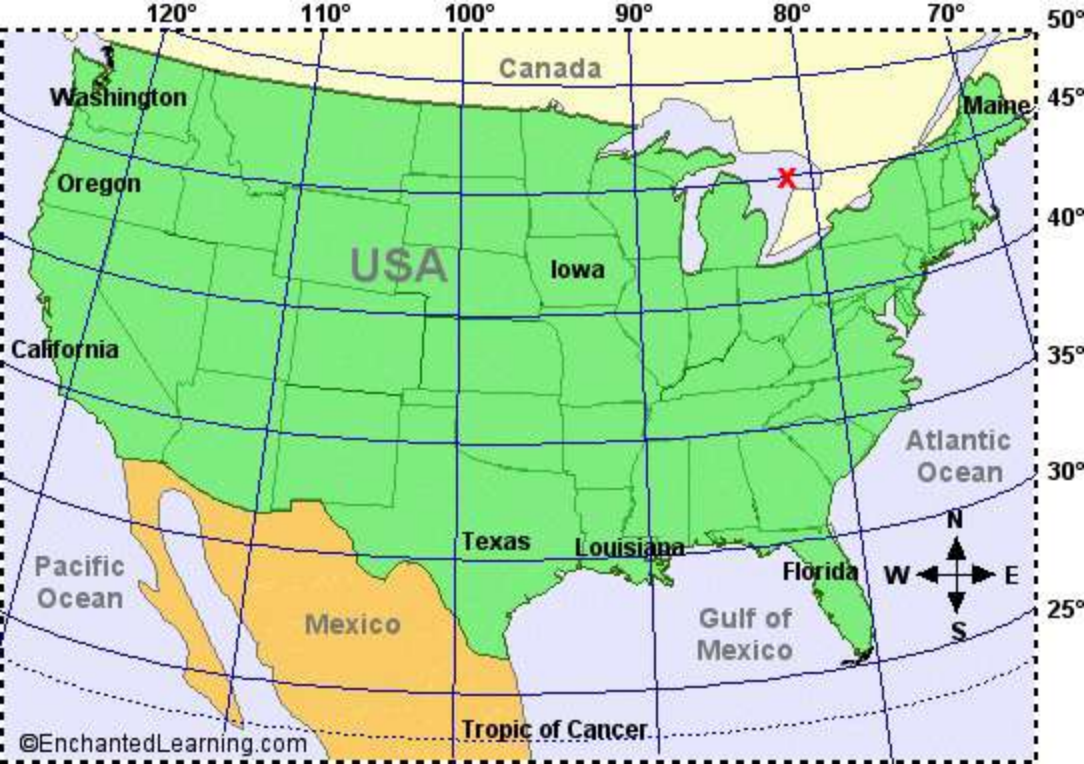 120° 110° 100° 90° 80° 70° 50°
Canada
Washington
45°
Maine
X
Oregon
40°
USA
Iowa
California
35°
Atlantic
Ocean
30°
N
Texas
Louisiana
Florida
W E
Pacific
Ocean
25°
Mexico
Gulf of
Mexico
S
Tropic of Cancer
©EnchantedLearning.com